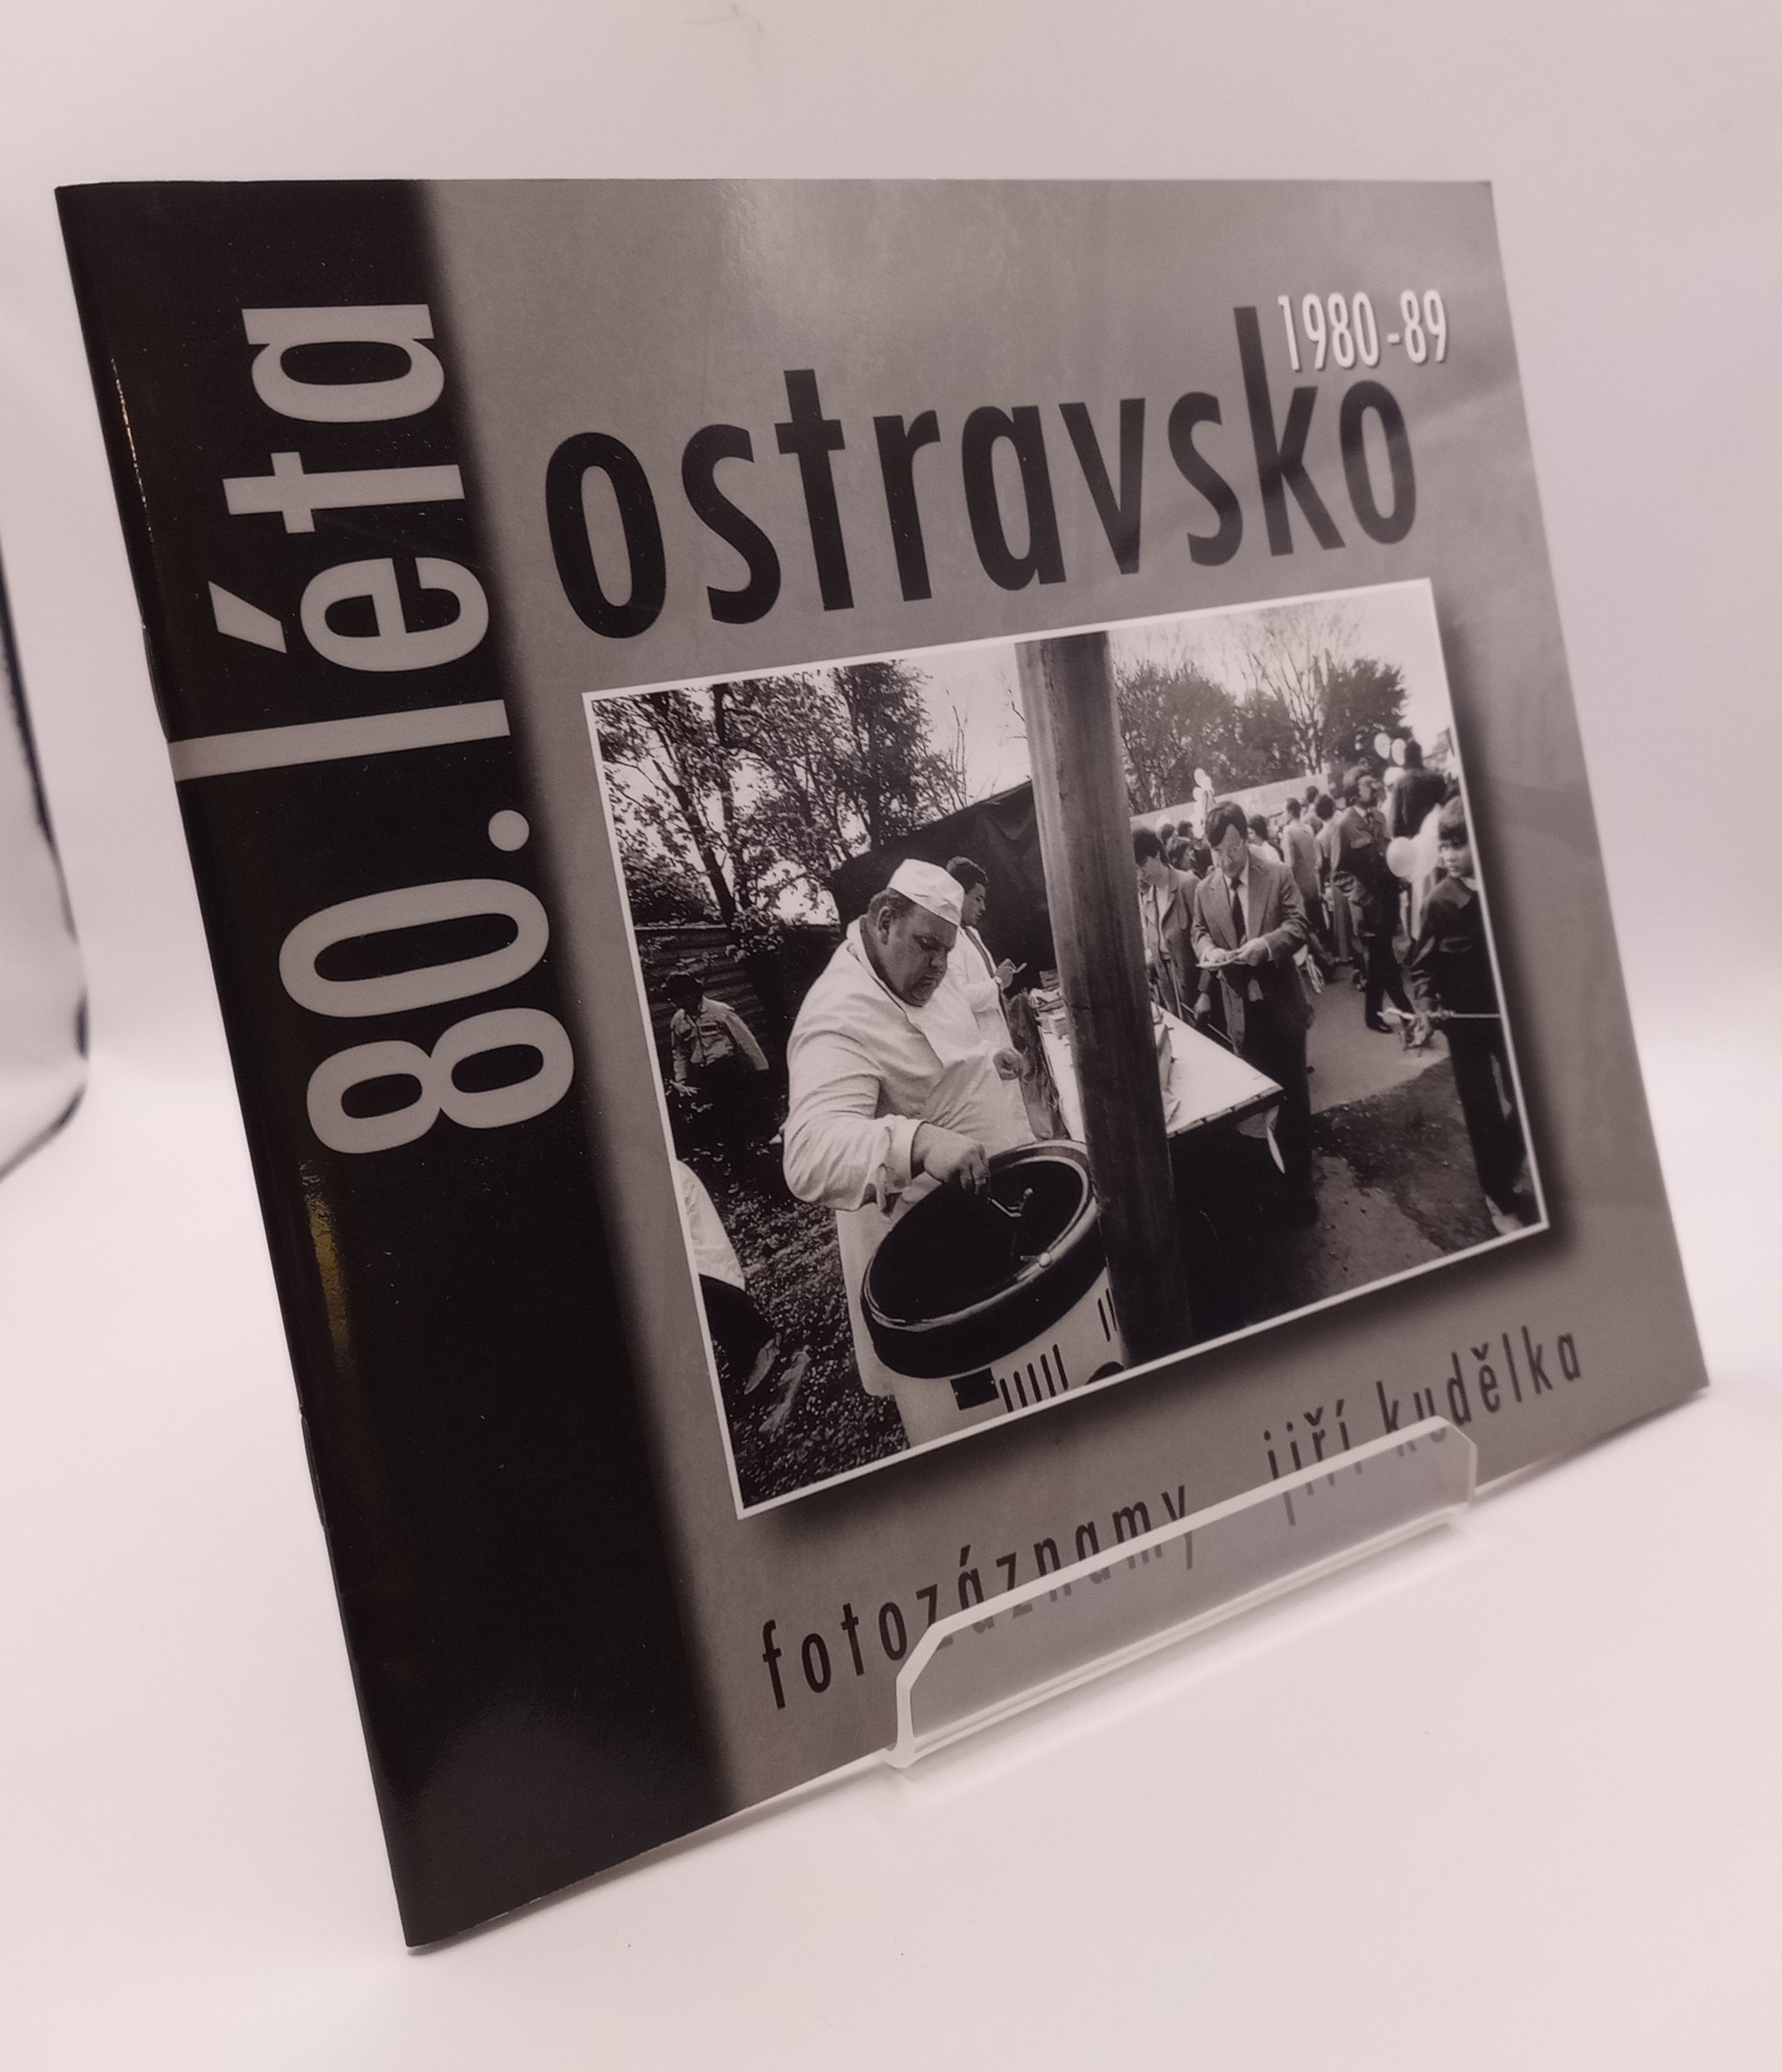 80. léta
1980-89
ostravsko
fotozáznamy jiří kudělka